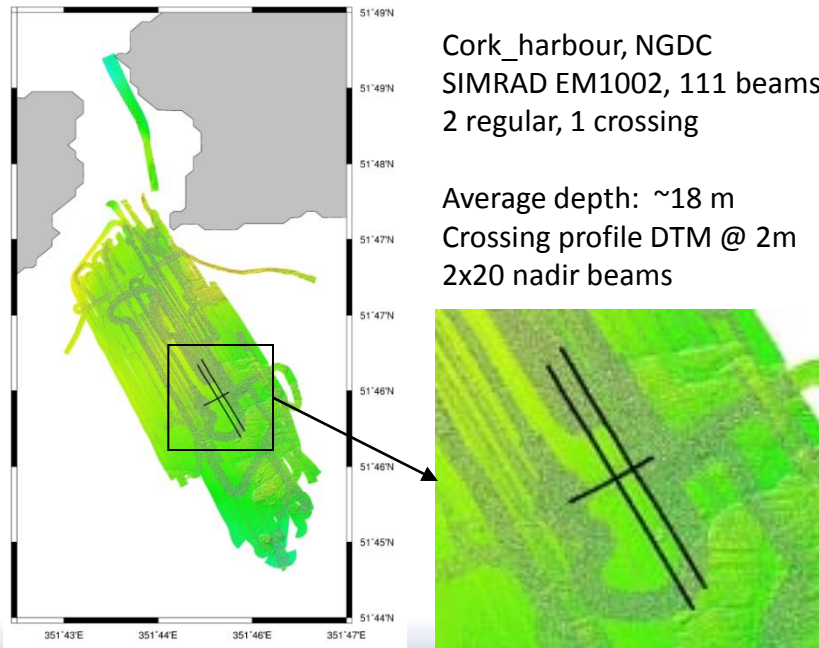 51°49'N
51°49'N
51°48'N
51°47'N
51°47'N
51°46'N
51°46'N
51°45'N
51°44'N
351°43'E 351°44'E 351°46'E 351°47'E
Cork_harbour, NGDC
SIMRAD EM1002, 111 beams
2 regular, 1 crossing
Average depth: ~18 m
Crossing profile DTM @ 2m
2x20 nadir beams